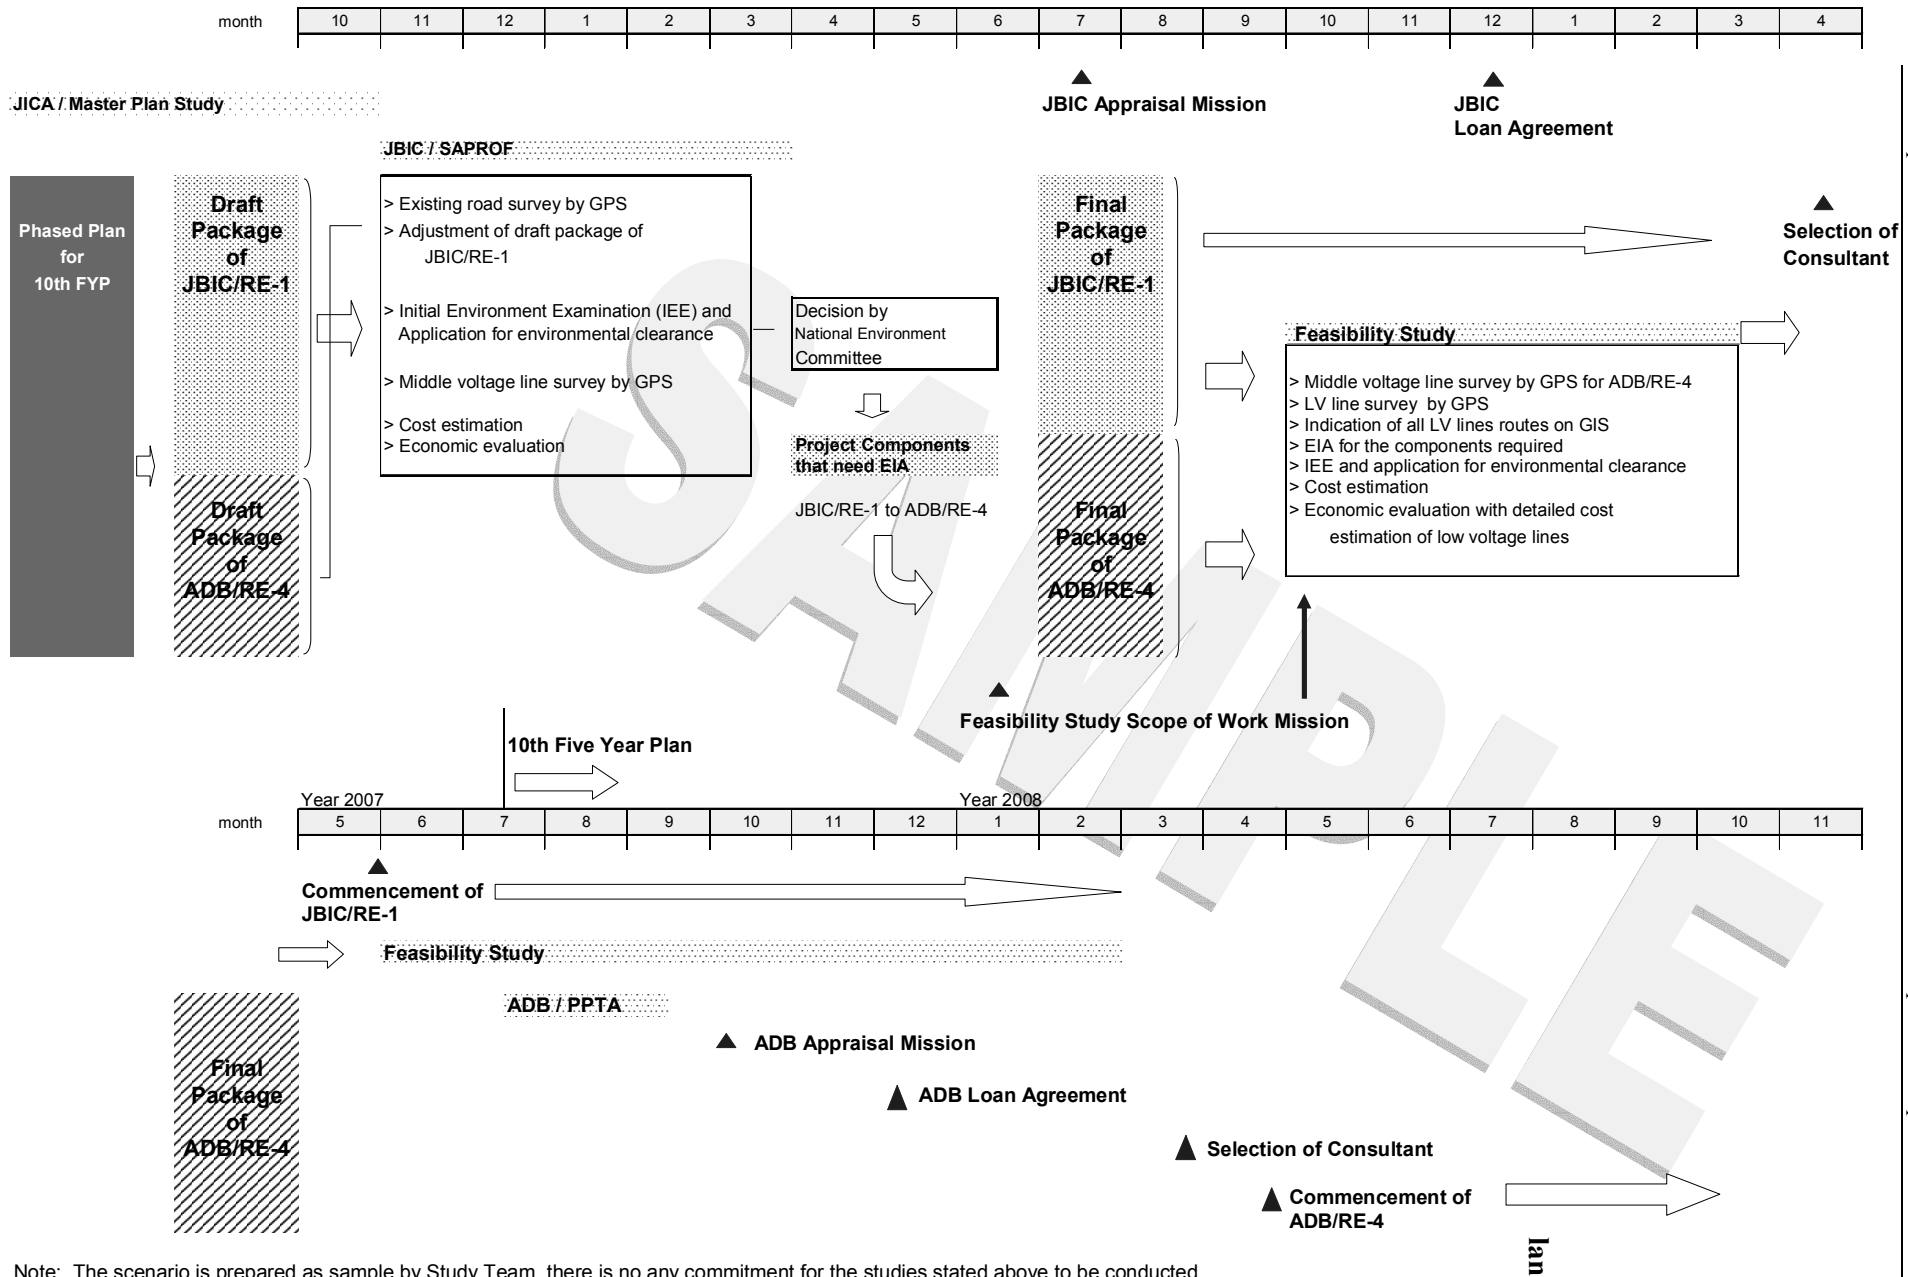 month 10 11 12 1 2 3 4 5 6 7 8 9 10 11 12 1 2 3 4
JICA / Master Plan Study
JBIC Appraisal Mission
JBIC
Loan Agreement
JBIC / SAPROF
Phased Plan
for
10th FYP
Draft
Package
of
JBIC/RE-1
Draft
Package
of
ADB/RE-4
> Existing road survey by GPS
> Adjustment of draft package of
JBIC/RE-1
> Initial Environment Examination (IEE) and
Application for environmental clearance
> Middle voltage line survey by GPS
> Cost estimation
> Economic evaluation
Decision by
National Environment
Committee
Project Components
that need EIA
JBIC/RE-1 to ADB/RE-4
Final
Package
of
JBIC/RE-1
Final
Package
of
ADB/RE-4
Selection of
Consultant
Feasibility Study
> Middle voltage line survey by GPS for ADB/RE-4
> LV line survey by GPS
> Indication of all LV lines routes on GIS
> EIA for the components required
> IEE and application for environmental clearance
> Cost estimation
> Economic evaluation with detailed cost
estimation of low voltage lines
Feasibility Study Scope of Work Mission
SAMPLE
10th Five Year Plan
Year 2007 Year 2008
month 5 6 7 8 9 10 11 12 1 2 3 4 5 6 7 8 9 10 11
Commencement of
JBIC/RE-1
Feasibility Study
ADB / PPTA
Final
Package
of
ADB/RE-4
ADB Appraisal Mission
ADB Loan Agreement
Selection of Consultant
Commencement of
ADB/RE-4
lan
Note: The scenario is prepared as sample by Study Team, there is no any commitment for the studies stated above to be conducted